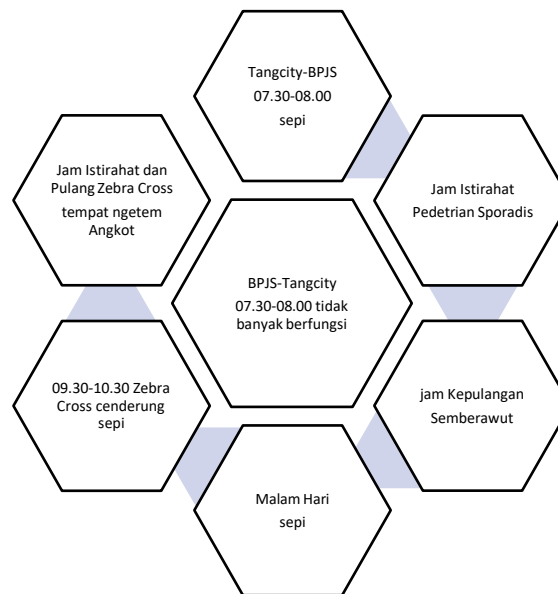 Tangcity-BPJS
07.30-08.00
sepi
Jam Istirahat
Pedetrian Sporadis
jam Kepulangan
Semberawut
Malam Hari
sepi
09.30-10.30 Zebra
Cross cenderung
sepi
Jam Istirahat dan
Pulang Zebra Cross
tempat ngetem
Angkot
BPJS-Tangcity
07.30-08.00 tidak
banyak berfungsi